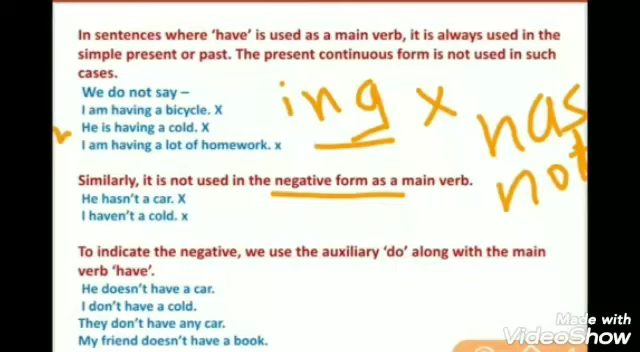 In sentences where 'have' is used as a main verb, it is always used in the
simple present or past. The present continuous form is not used in such
cases.
We do not say –
I am having a bicycle. X
He is having a cold. X
I am having a lot of homework. x
ing x
has
not
Similarly, it is not used in the negative form as a main verb.
He hasn't a car. X
I haven't a cold. x
To indicate the negative, we use the auxiliary 'do' along with the main
verb 'have'.
He doesn't have a car.
I don't have a cold.
They don't have any car.
My friend doesn't have a book.
Made with
VideoShow